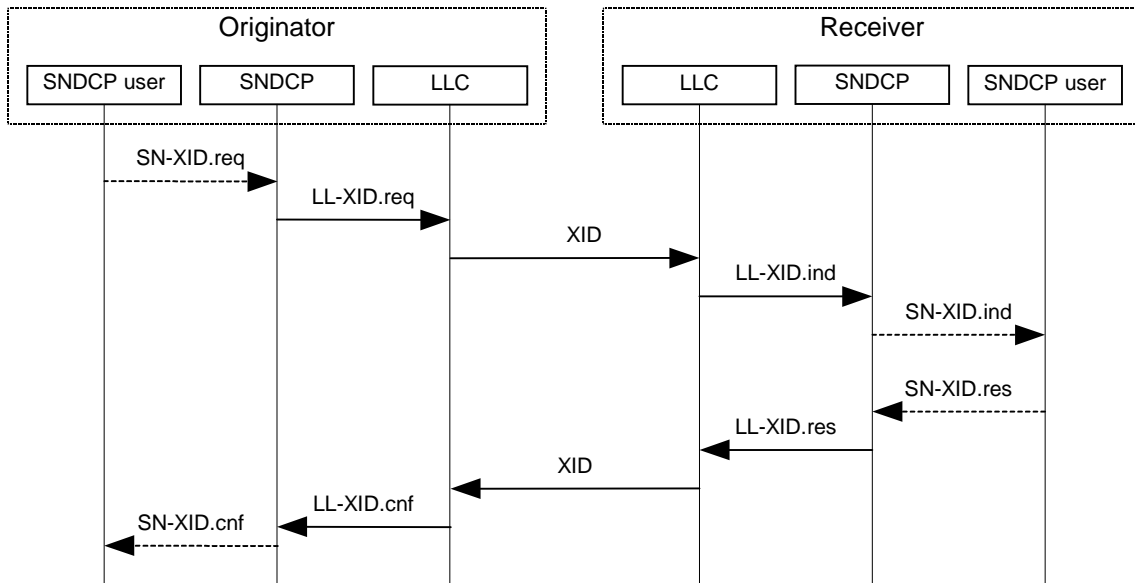 Originator
Receiver
SNDCP user
SNDCP
LLC
LLC
SNDCP
SNDCP user
SN-XID.req
LL-XID.req
XID
LL-XID.ind
SN-XID.ind
SN-XID.res
LL-XID.res
XID
LL-XID.cnf
SN-XID.cnf